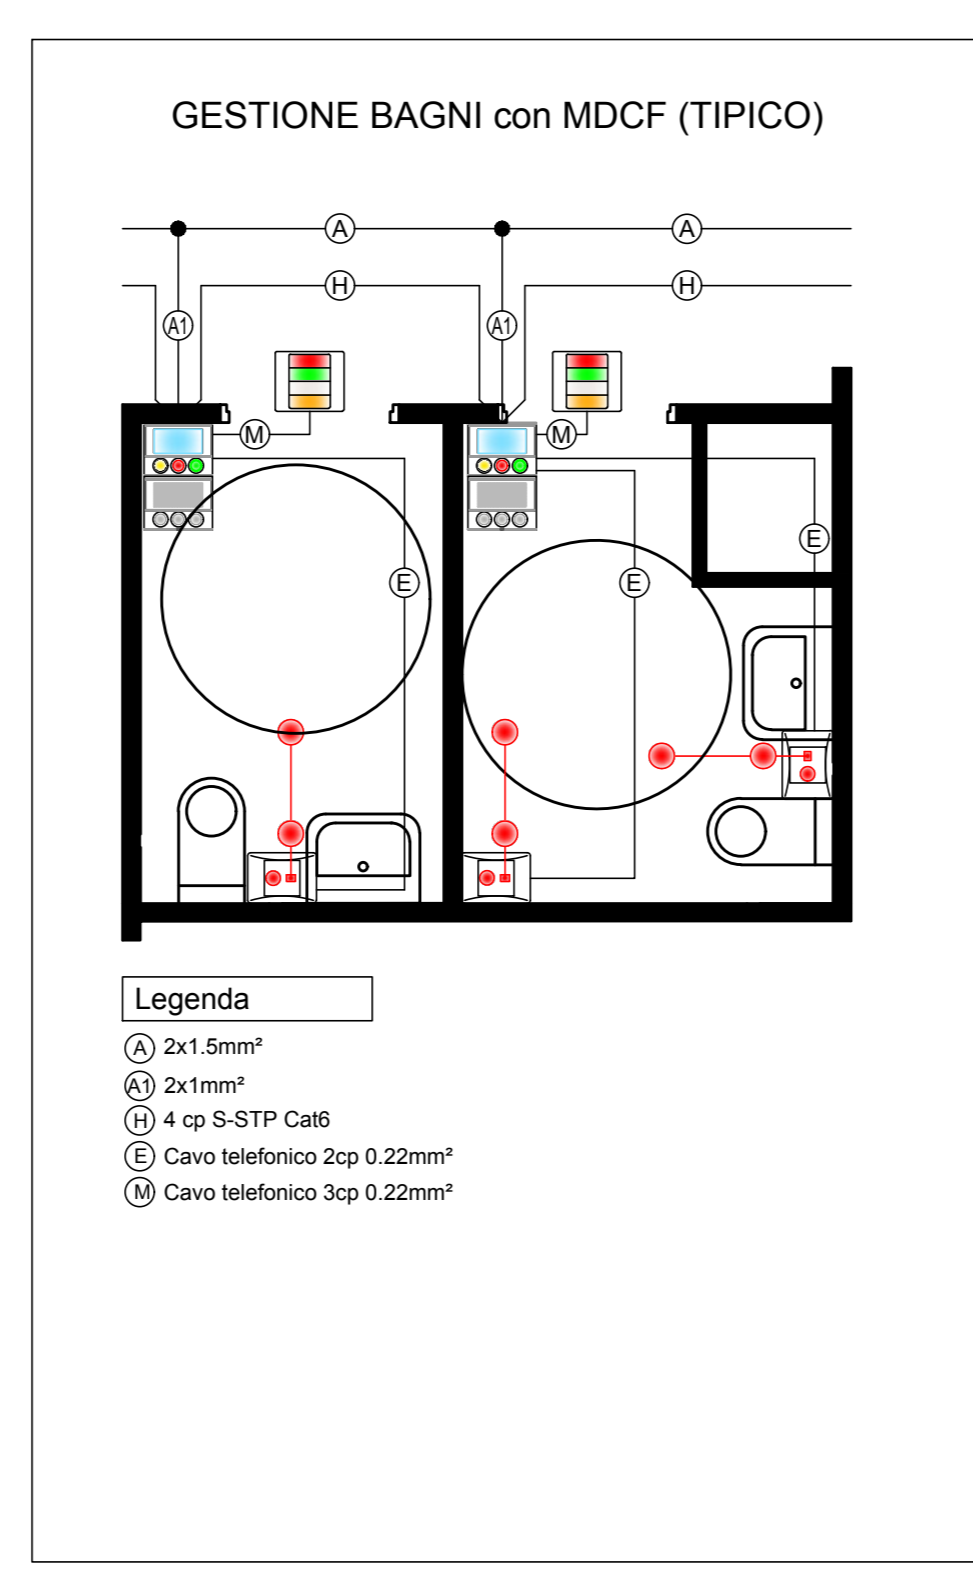 GESTIONE BAGNI con MDCF (TIPICO)
A
A
H
H
A1
A1
M
M
E
E
E
Legenda
A 2x1.5mm²
A1 2x1mm²
H 4 cp S-STP Cat6
E Cavo telefonico 2cp 0.22mm²
M Cavo telefonico 3cp 0.22mm²